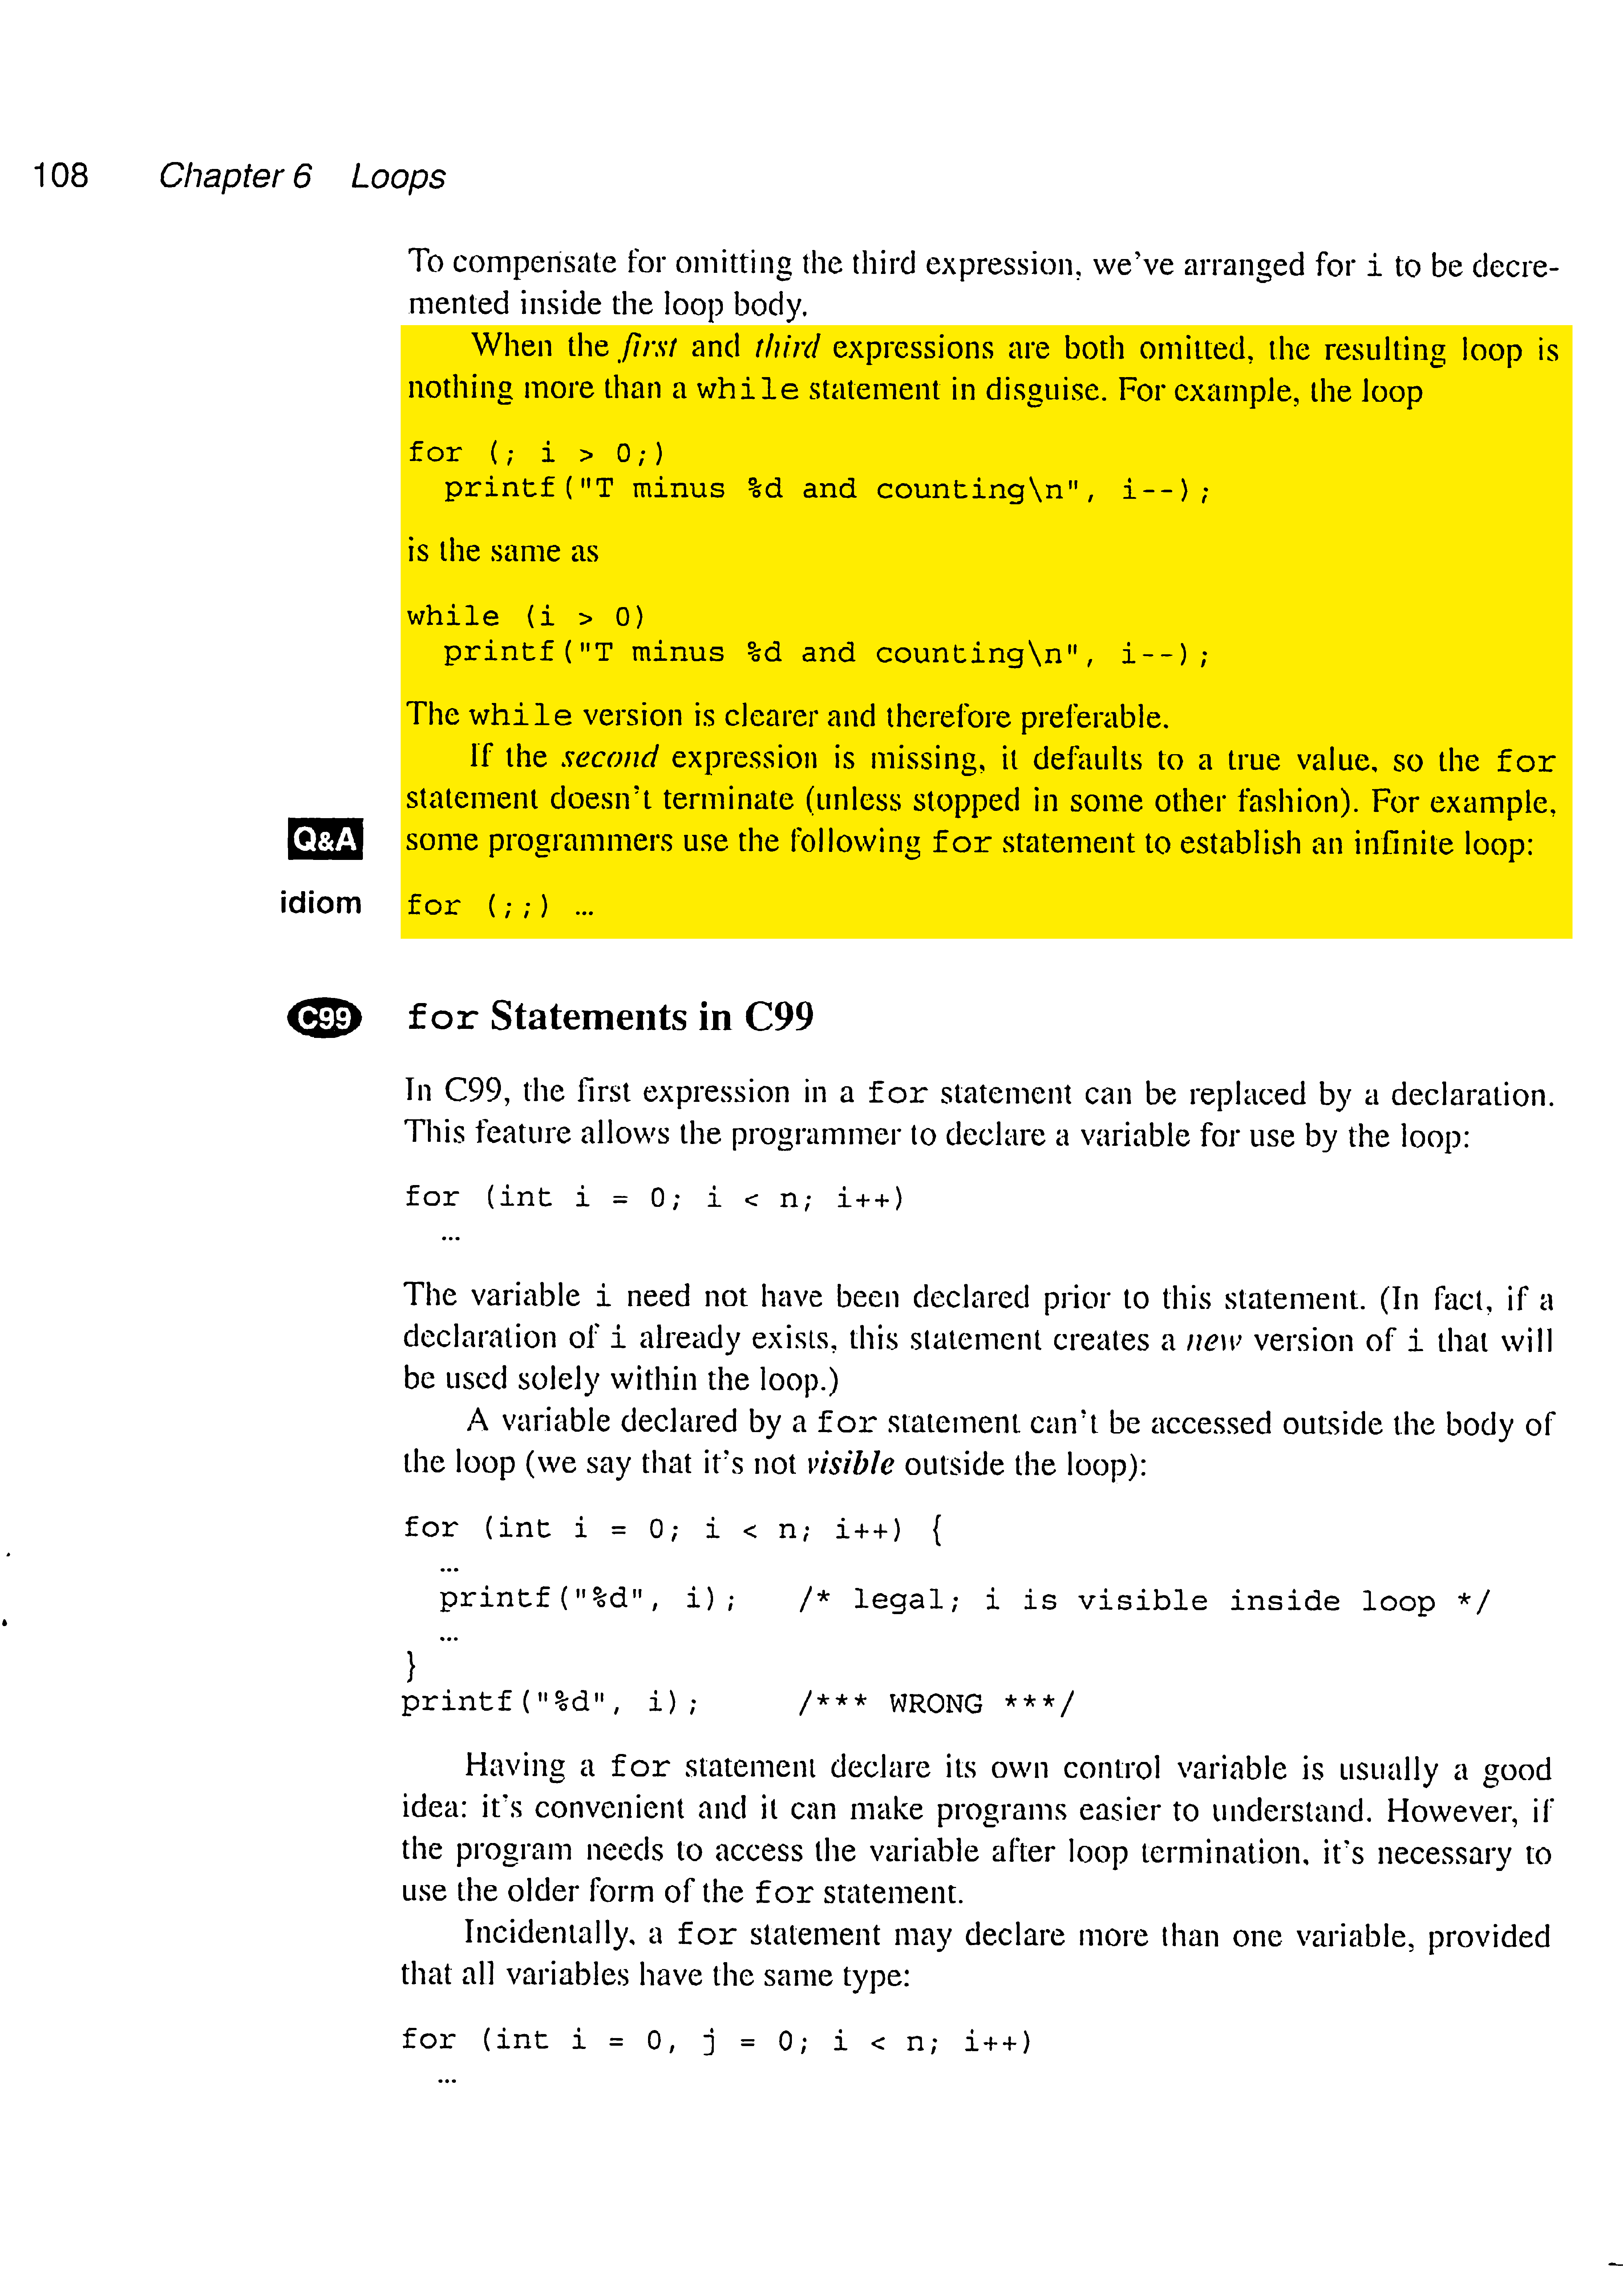 108 Chapter 6 Loops
To compensate for omitting the third expression, we've arranged for i to be decre-
mented inside the loop body.
When the first and third expressions are both omitted, the resulting loop is
nothing more than a while statement in disguise. For example, the loop
for (; i > 0;)
printf("T minus %d and counting\n", i--);
is the same as
while (i > 0)
printf("T minus %d and counting\n", i--);
The while version is clearer and therefore preferable.
If the second expression is missing, it defaults to a true value, so the for
statement doesn't terminate (unless stopped in some other fashion). For example,
Q&A some programmers use the following for statement to establish an infinite loop:
idiom for (;;) …
C99 for Statements in C99
In C99, the first expression in a for statement can be replaced by a declaration.
This feature allows the programmer to declare a variable for use by the loop:
for (int i = 0; i < n; i++)
…
The variable i need not have been declared prior to this statement. (In fact, if a
declaration of i already exists, this statement creates a new version of i that will
be used solely within the loop.)
A variable declared by a for statement can't be accessed outside the body of
the loop (we say that it's not visible outside the loop):
for (int i = 0; i < n; i++) {
…
printf("%d", i); /* legal; i is visible inside loop */
…
}
printf("%d", i); /*** WRONG ***/
Having a for statement declare its own control variable is usually a good
idea: it's convenient and it can make programs easier to understand. However, if
the program needs to access the variable after loop termination, it's necessary to
use the older form of the for statement.
Incidentally, a for statement may declare more than one variable, provided
that all variables have the same type:
for (int i = 0, j = 0; i < n; i++)
…